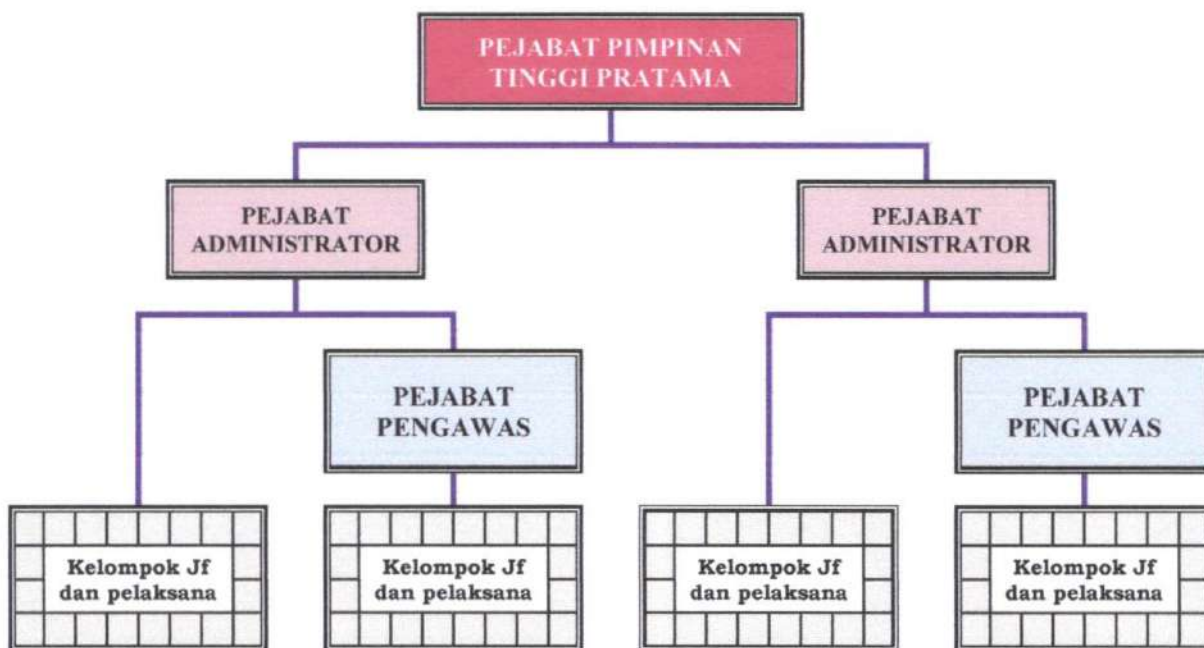 PEJABAT PIMPINAN
TINGGI PRATAMA
PEJABAT
ADMINISTRATOR
PEJABAT
ADMINISTRATOR
PEJABAT
PENGAWAS
PEJABAT
PENGAWAS
Kelompok Jf
dan pelaksana
Kelompok Jf
dan pelaksana
Kelompok Jf
dan pelaksana
Kelompok Jf
dan pelaksana